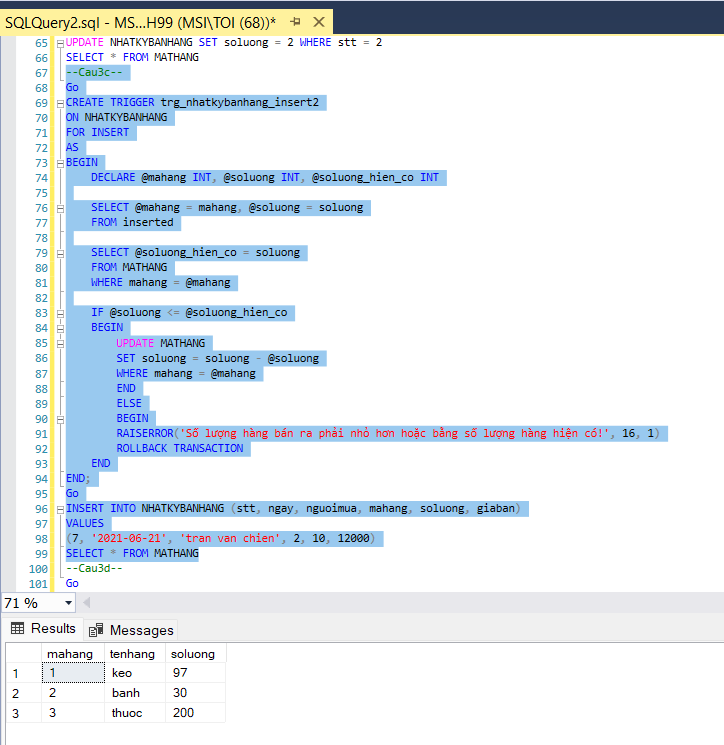 SQLQuery2.sql - MS...H99 (MSI\TOI (68))*
65 UPDATE NHATKYBANHANG SET soluong = 2 WHERE stt = 2
66 SELECT * FROM MATHANG
67 --Cau3c--
68 Go
69 CREATE TRIGGER trg_nhatkybanhang_insert2
70 ON NHATKYBANHANG
71 FOR INSERT
72 AS
73 BEGIN
74 DECLARE @mahang INT, @soluong INT, @soluong_hien_co INT
75
76 SELECT @mahang = mahang, @soluong = soluong
77 FROM inserted
78
79 SELECT @soluong_hien_co = soluong
80 FROM MATHANG
81 WHERE mahang = @mahang
82
83 IF @soluong <= @soluong_hien_co
84 BEGIN
85 UPDATE MATHANG
86 SET soluong = soluong - @soluong
87 WHERE mahang = @mahang
88 END
89 ELSE
90 BEGIN
91 RAISERROR('Số lượng hàng bán ra phải nhỏ hơn hoặc bằng số lượng hàng hiện có!', 16, 1)
92 ROLLBACK TRANSACTION
93 END
94 END;
95 Go
96 INSERT INTO NHATKYBANHANG (stt, ngay, nguoimua, mahang, soluong, giaban)
97 VALUES
98 (7, '2021-06-21', 'tran van chien', 2, 10, 12000)
99 SELECT * FROM MATHANG
100 --Cau3d--
101 Go
71 %
Results Messages
mahang tenhang soluong
1 1 keo 97
2 2 banh 30
3 3 thuoc 200